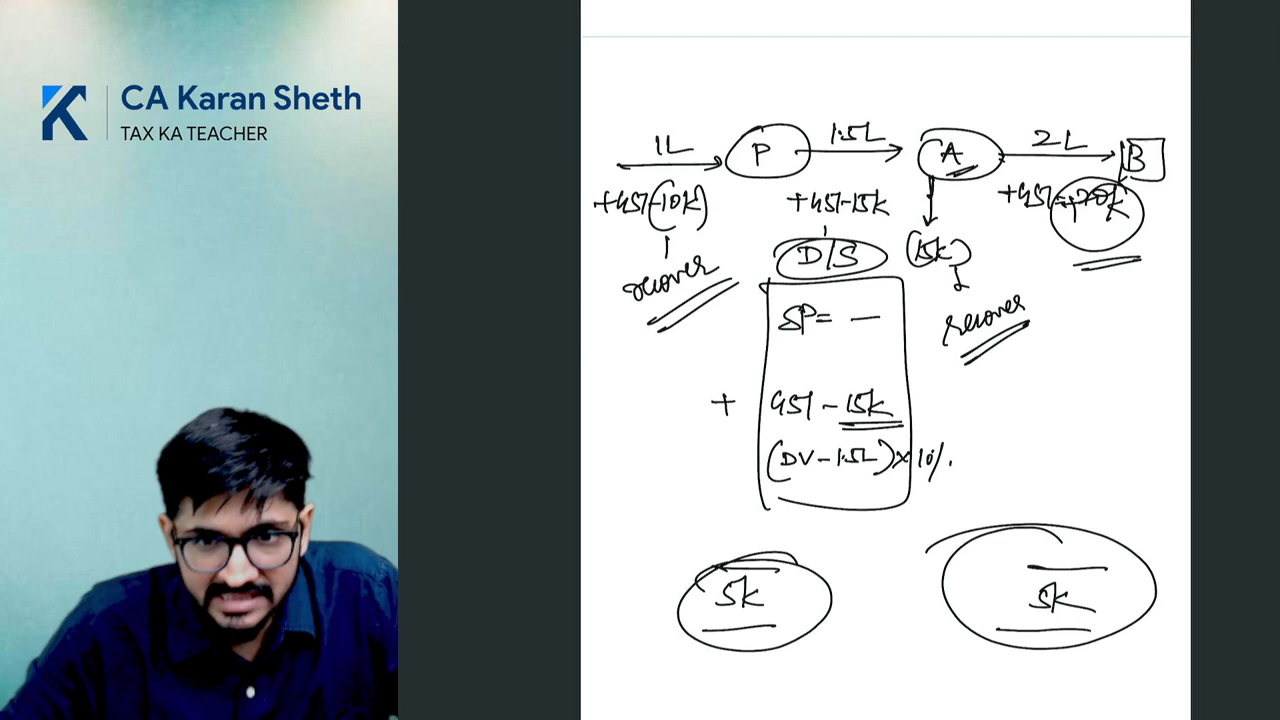 CA Karan Sheth
TAX KA TEACHER
1L P 1.5L A 2L B
+GST-10K +GST-15K +GST=20K
recover D/S (15K)
SP= — recover
+ GST-15K
(DV-1.5L)×10%.
5K 5K